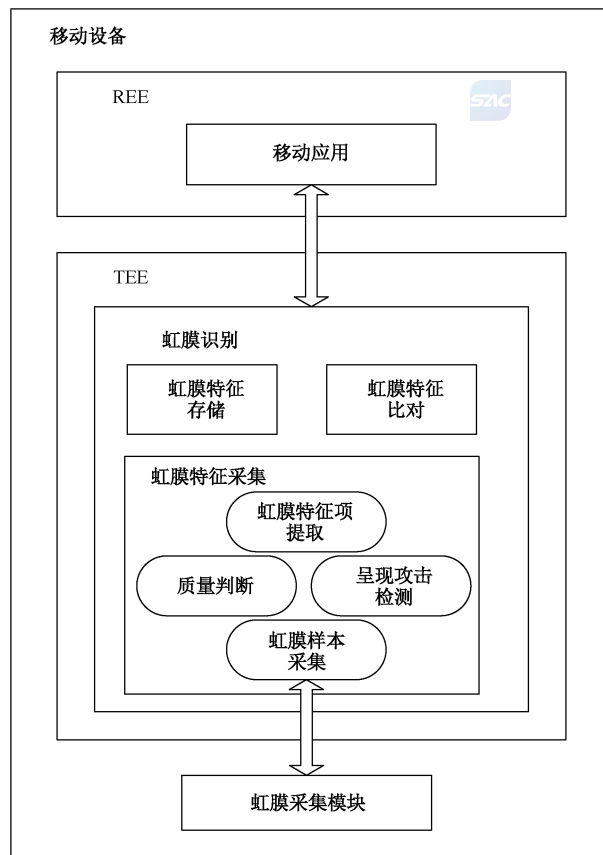 移动设备
REE
SAC
移动应用
TEE
虹膜识别
虹膜特征
存储
虹膜特征
比对
虹膜特征采集
虹膜特征项
提取
质量判断
呈现攻击
检测
虹膜样本
采集
虹膜采集模块